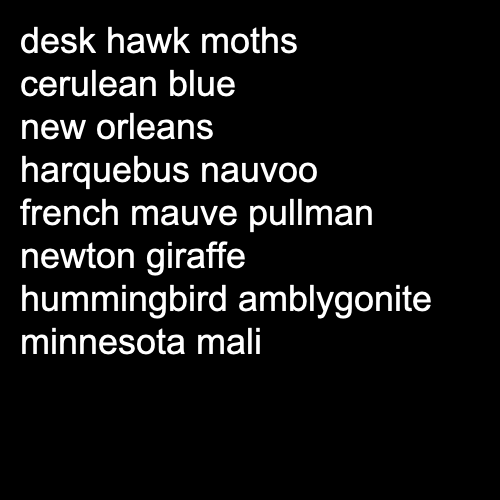 desk hawk moths
cerulean blue
new orleans
harquebus nauvoo
french mauve pullman
newton giraffe
hummingbird amblygonite
minnesota mali